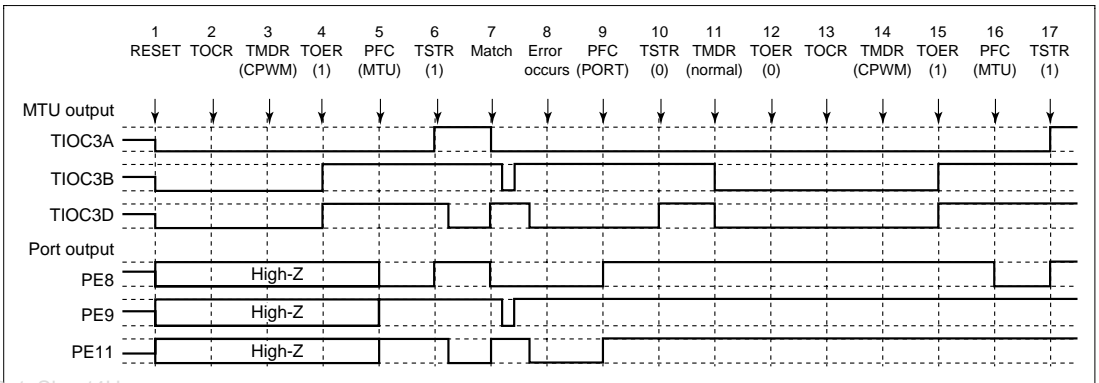 1 2 3 4 5 6 7 8 9 10 11 12 13 14 15 16 17
RESET TOCR TMDR TOER PFC TSTR Match Error PFC TSTR TMDR TOER TOCR TMDR TOER PFC TSTR
(CPWM) (1) (MTU) (1) occurs (PORT) (0) (normal) (0) (CPWM) (1) (MTU) (1)
MTU output
TIOC3A
TIOC3B
TIOC3D
Port output
PE8 High-Z
PE9 High-Z
PE11 High-Z